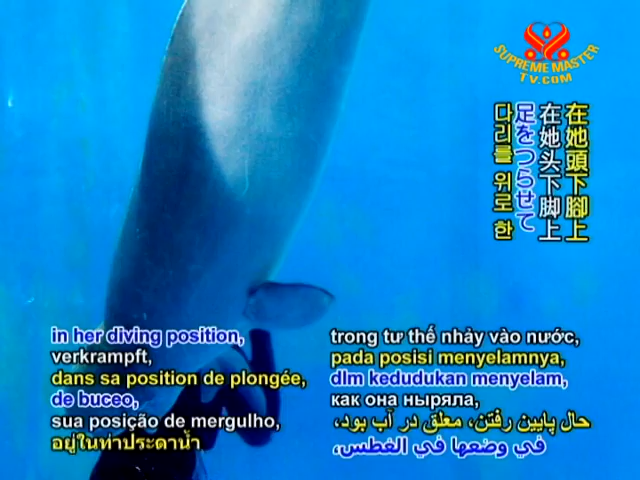 SUPREME MASTER
TV.COM
在她頭下腳上
在她头下脚上
足をつらせて
다리를 위로 한
in her diving position,
verkrampft,
dans sa position de plongée,
de buceo,
sua posição de mergulho,
อยู่ในท่าประดาน้ำ
trong tư thế nhảy vào nước,
pada posisi menyelamnya,
dlm kedudukan menyelam,
как она ныряла,
حال پایین رفتن، معلق در آب بود،
في وضعها في الغطس،